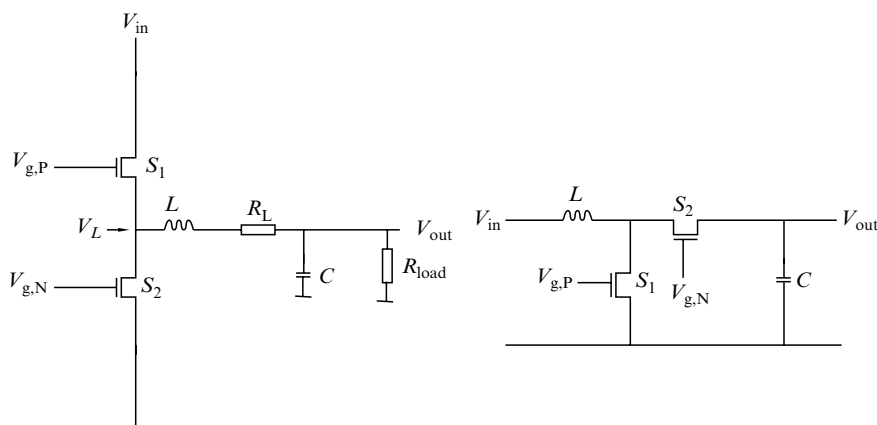 V_in
V_g,P
S_1
L
R_L
V_L
V_out
V_g,N
S_2
C
R_load
L
S_2
V_in
V_out
V_g,P
S_1
V_g,N
C